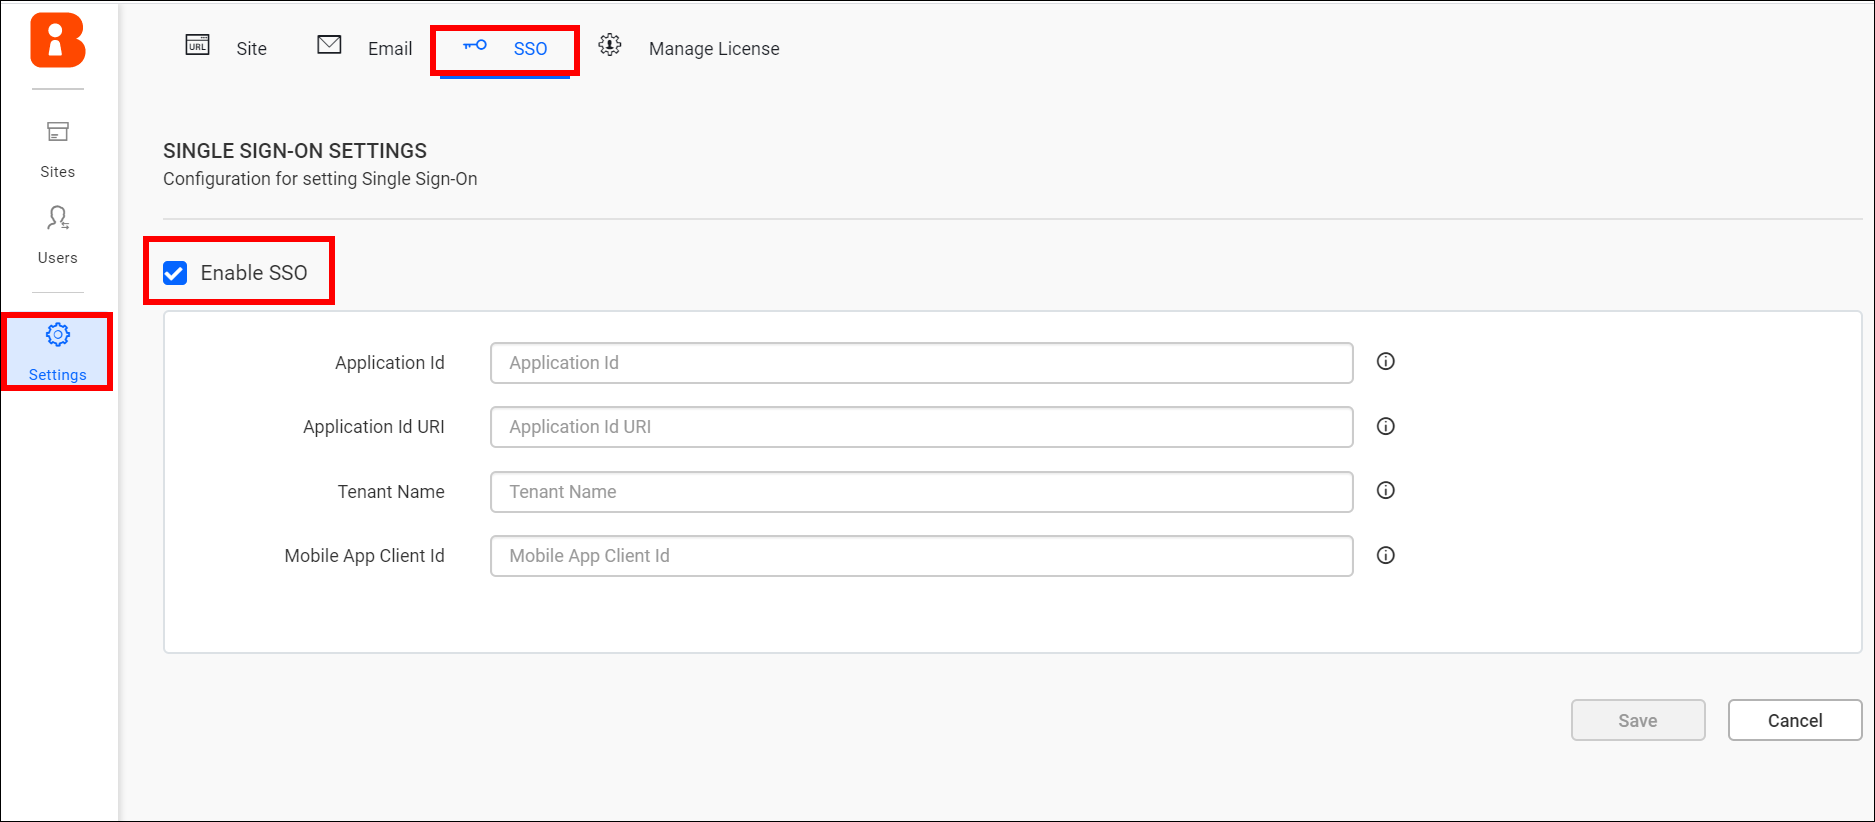 URL
Site
Email
SSO
Manage License
Sites
Users
Settings
SINGLE SIGN-ON SETTINGS
Configuration for setting Single Sign-On
Enable SSO
Application Id
Application Id
Application Id URI
Application Id URI
Tenant Name
Tenant Name
Mobile App Client Id
Mobile App Client Id
Save
Cancel